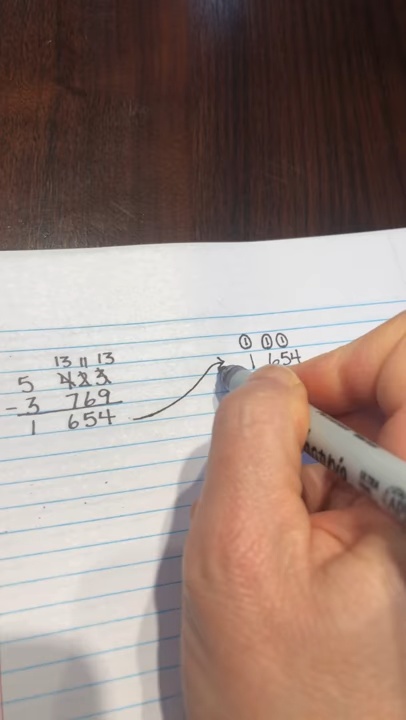 13 11 13
5 423
- 3 769
1 654
① ① ①
1 654